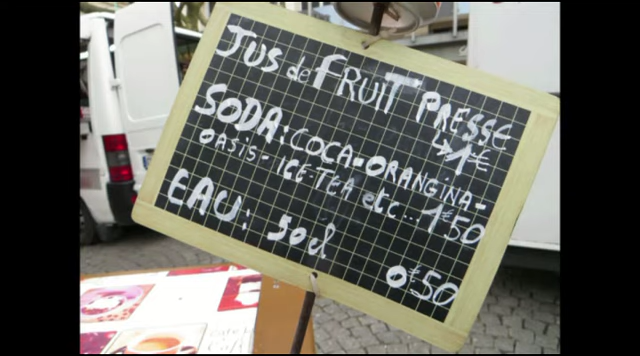 JUS de FRUIT PRESSE
→1€
SODA: COCA-ORANGINA-
OASIS- ICE-TEA etc... 1€50
EAU: 50cl
0€50